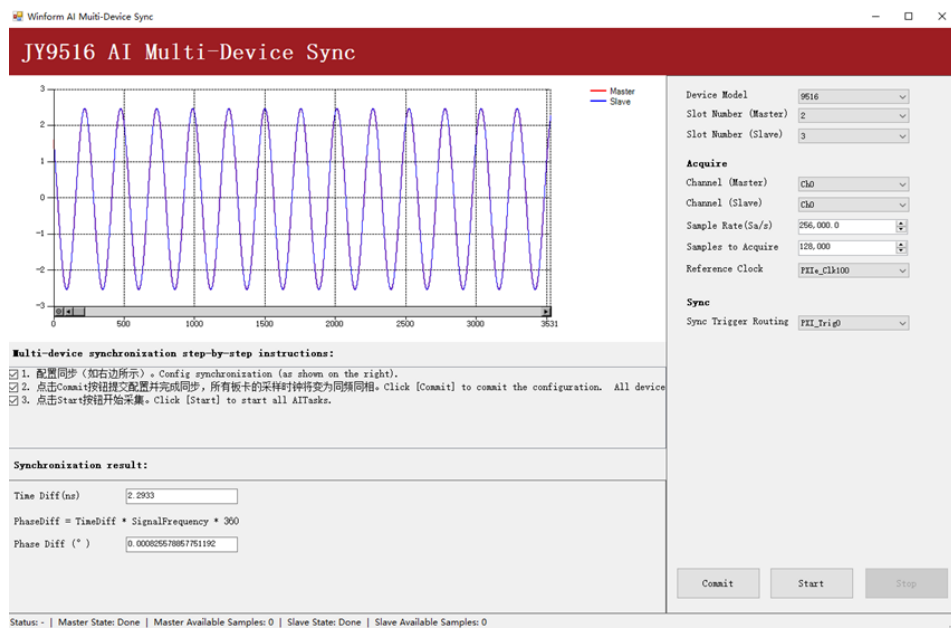 Winform AI Muiti-Device Sync
JY9516 AI Multi-Device Sync
3
2
1
0
-1
-2
-3
0
500
1000
1500
2000
2500
3000
3531
Master
Slave
Device Model
9516
Slot Number (Master)
2
Slot Number (Slave)
3
Acquire
Channel (Master)
Ch0
Channel (Slave)
Ch0
Sample Rate(Sa/s)
256,000.0
Samples to Acquire
128,000
Reference Clock
PXIe_Clk100
Sync
Sync Trigger Routing
PXI_Trig0
Multi-device synchronization step-by-step instructions:
1. 配置同步（如右边所示）。Config synchronization (as shown on the right).
2. 点击Commit按钮提交配置并完成同步，所有板卡的采样时钟将变为同频同相。Click [Commit] to commit the configuration.  All device
3. 点击Start按钮开始采集。Click [Start] to start all AITasks.
Synchronization result:
Time Diff(ns)
2.2933
PhaseDiff = TimeDiff * SignalFrequency * 360
Phase Diff (°)
0.000825578857751192
Commit
Start
Stop
Status: - | Master State: Done | Master Available Samples: 0 | Slave State: Done | Slave Available Samples: 0